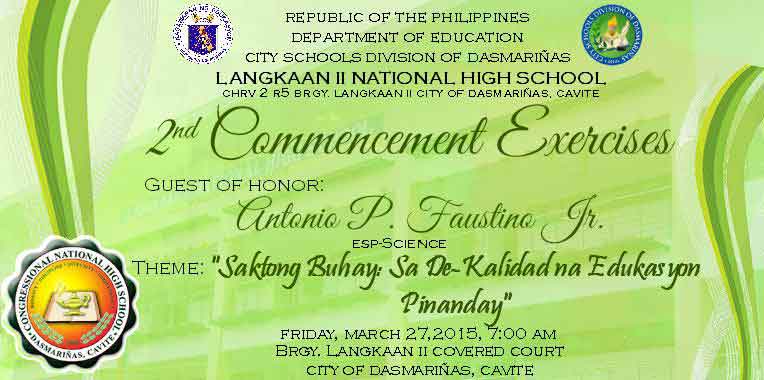 REPUBLIC OF THE PHILIPPINES
DEPARTMENT OF EDUCATION
CITY SCHOOLS DIVISION OF DASMARIÑAS
LANGKAAN II NATIONAL HIGH SCHOOL
CHRV 2 R5 BRGY. LANGKAAN II CITY OF DASMARIÑAS, CAVITE
2nd Commencement Exercises
GUEST OF HONOR:
Antonio P. Faustino Jr.
ESP-SCIENCE
THEME: "Saktong Buhay: Sa De-Kalidad na Edukasyon
Pinanday"
FRIDAY, MARCH 27,2015, 7:00 AM
BRGY. LANGKAAN II COVERED COURT
CITY OF DASMARIÑAS, CAVITE
CONGRESSIONAL NATIONAL HIGH SCHOOL
DASMARIÑAS, CAVITE